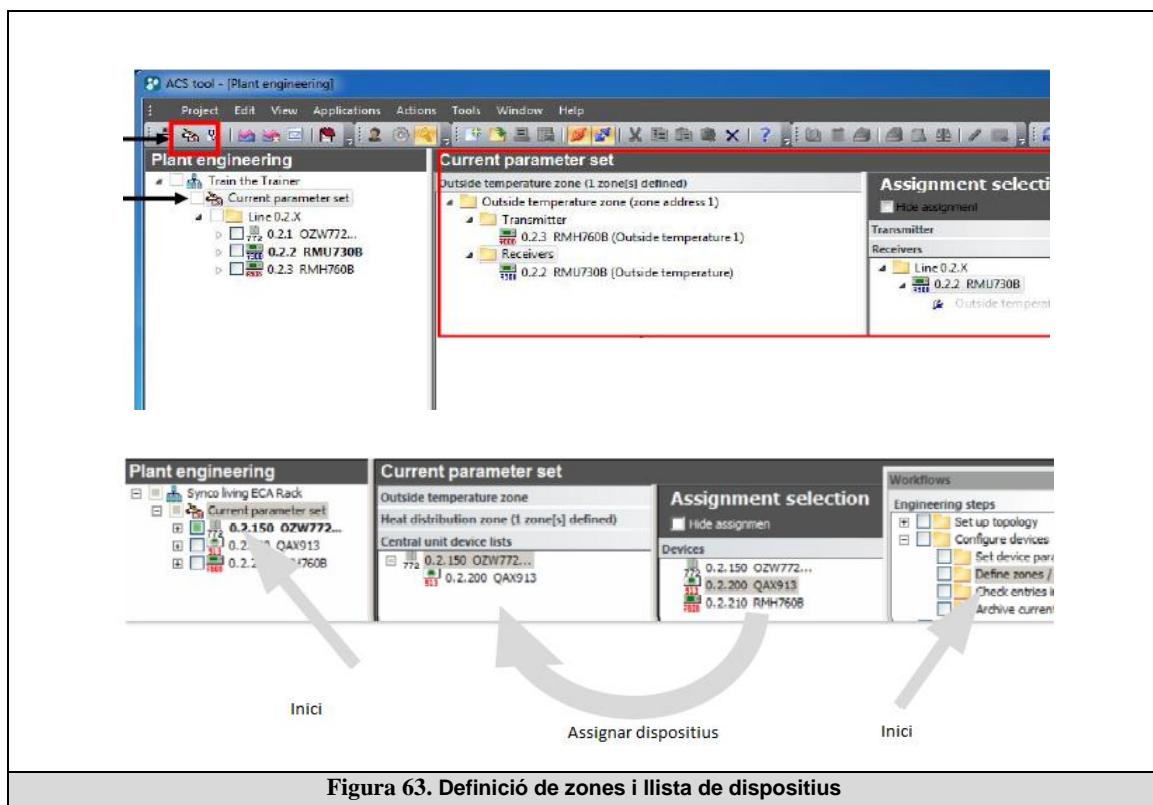 ACS tool - [Plant engineering]
Project Edit View Applications Actions Tools Window Help
Plant engineering
Train the Trainer
Current parameter set
Line 0.2.X
0.2.1 OZW772...
0.2.2 RMU730B
0.2.3 RMH760B
Current parameter set
Outside temperature zone (1 zone[s] defined)
Outside temperature zone (zone address 1)
Transmitter
0.2.3 RMH760B (Outside temperature 1)
Receivers
0.2.2 RMU730B (Outside temperature)
Assignment selecti
Hide assignment
Transmitter
Receivers
Line 0.2.X
0.2.2 RMU730B
Outside temperat
Plant engineering
Synco living ECA Rack
Current parameter set
0.2.150 OZW772...
QAX913
Current parameter set
Outside temperature zone
Heat distribution zone (1 zone[s] defined)
Central unit device lists
0.2.150 OZW772...
0.2.200 QAX913
Assignment selection
Hide assignmen
Devices
0.2.150 OZW772...
0.2.200 QAX913
0.2.210 RMH760B
Workflows
Engineering steps
Set up topology
Configure devices
Set device para
Define zones /
Check entries i
Archive current
Inici
Assignar dispositius
Inici
Figura 63. Definició de zones i llista de dispositius